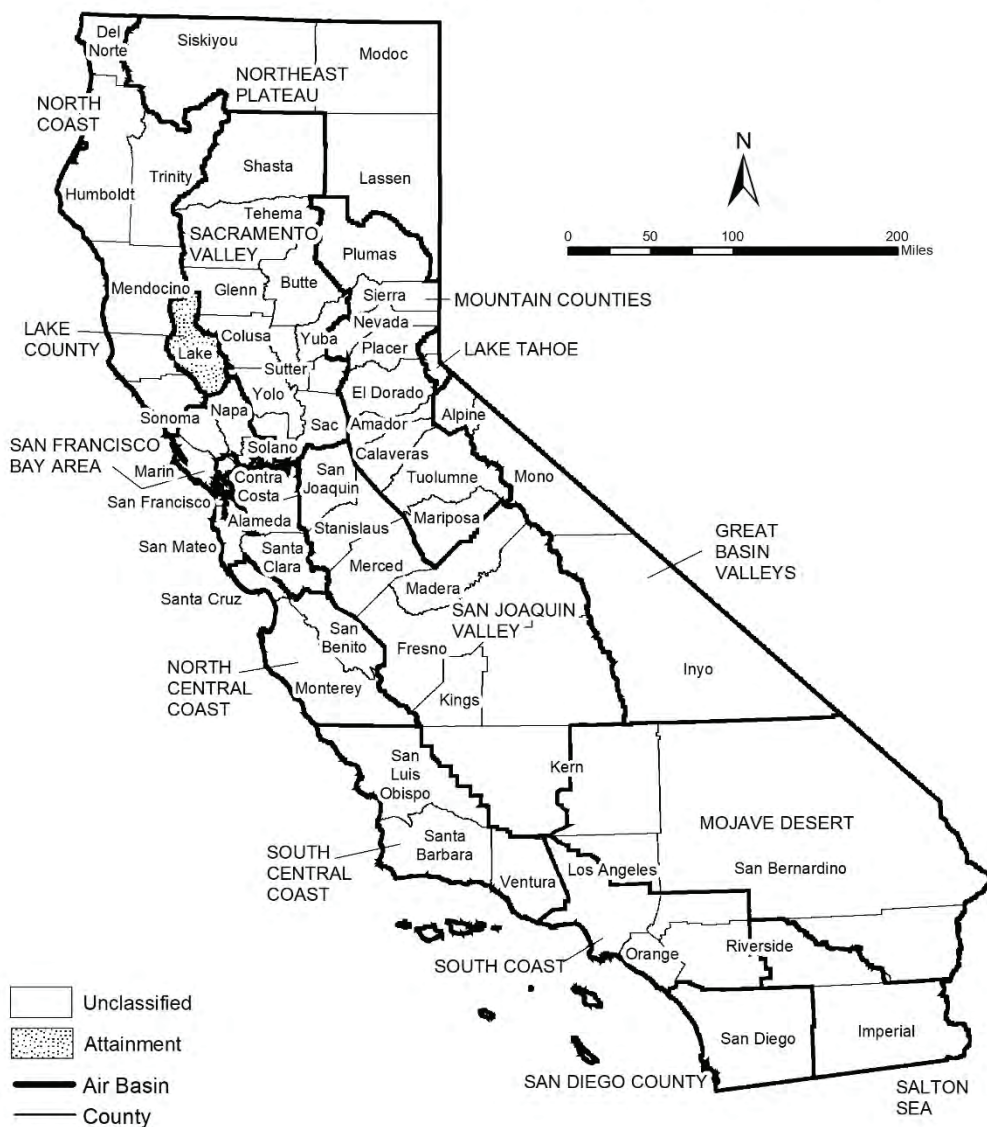 Del
Norte
Siskiyou
Modoc
NORTHEAST
PLATEAU
NORTH
COAST
N
Shasta
Trinity
Lassen
Humboldt
Tehema
SACRAMENTO
VALLEY
0 50 100 200
Miles
Plumas
Butte
Mendocino
Glenn
Sierra
MOUNTAIN COUNTIES
Nevada
LAKE
COUNTY
Colusa
Yuba
Placer
Lake
LAKE TAHOE
Sutter
Yolo
El Dorado
Napa
Sonoma
Sac
Alpine
Amador
SAN FRANCISCO
BAY AREA
Solano
Calaveras
Marin
Contra
Costa
San
Joaquin
Tuolumne
Mono
San Francisco
Alameda
Stanislaus
Mariposa
GREAT
BASIN
VALLEYS
San Mateo
Santa
Clara
Merced
Madera
Santa Cruz
SAN JOAQUIN
VALLEY
San
Benito
Fresno
NORTH
CENTRAL
COAST
Monterey
Kings
Inyo
San
Luis
Obispo
Kern
MOJAVE DESERT
SOUTH
CENTRAL
COAST
Santa
Barbara
Los Angeles
San Bernardino
Ventura
SOUTH COAST
Orange
Riverside
Unclassified
Attainment
Air Basin
County
San Diego
Imperial
SAN DIEGO COUNTY
SALTON
SEA